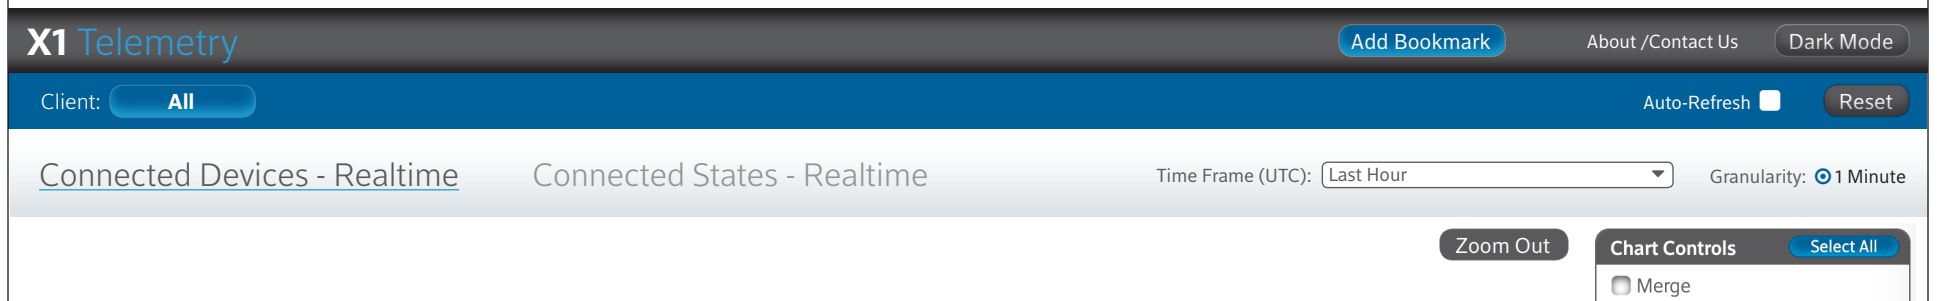 X1 Telemetry Add Bookmark About /Contact Us Dark Mode
Client: All Auto-Refresh Reset
Connected Devices - Realtime Connected States - Realtime Time Frame (UTC): Last Hour Granularity: 1 Minute
Zoom Out Chart Controls Select All
Merge